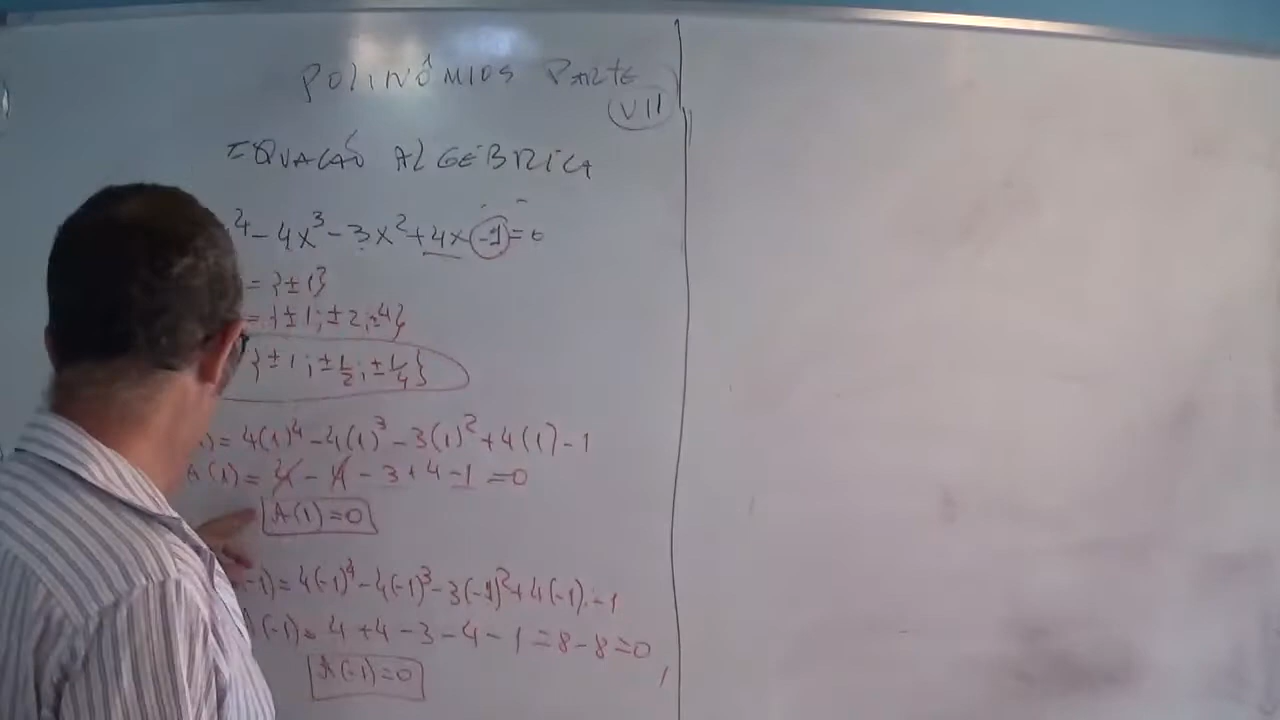 POLINÔMIOS PARTE
VII
EQUAÇÃO ALGÉBRICA
⁴ - 4x³ - 3x² + 4x - 1 = 0
= {± 1}
= {± 1; ± 2; ±4}
{± 1; ± 1/2; ± 1/4}
) = 4(1)⁴ - 4(1)³ - 3(1)² + 4(1) - 1
A(1) = 4 - 4 - 3 + 4 - 1 = 0
A(1) = 0
(-1) = 4(-1)⁴ - 4(-1)³ - 3(-1)² + 4(-1) - 1
A(-1) = 4 + 4 - 3 - 4 - 1 = 8 - 8 = 0
A(-1) = 0